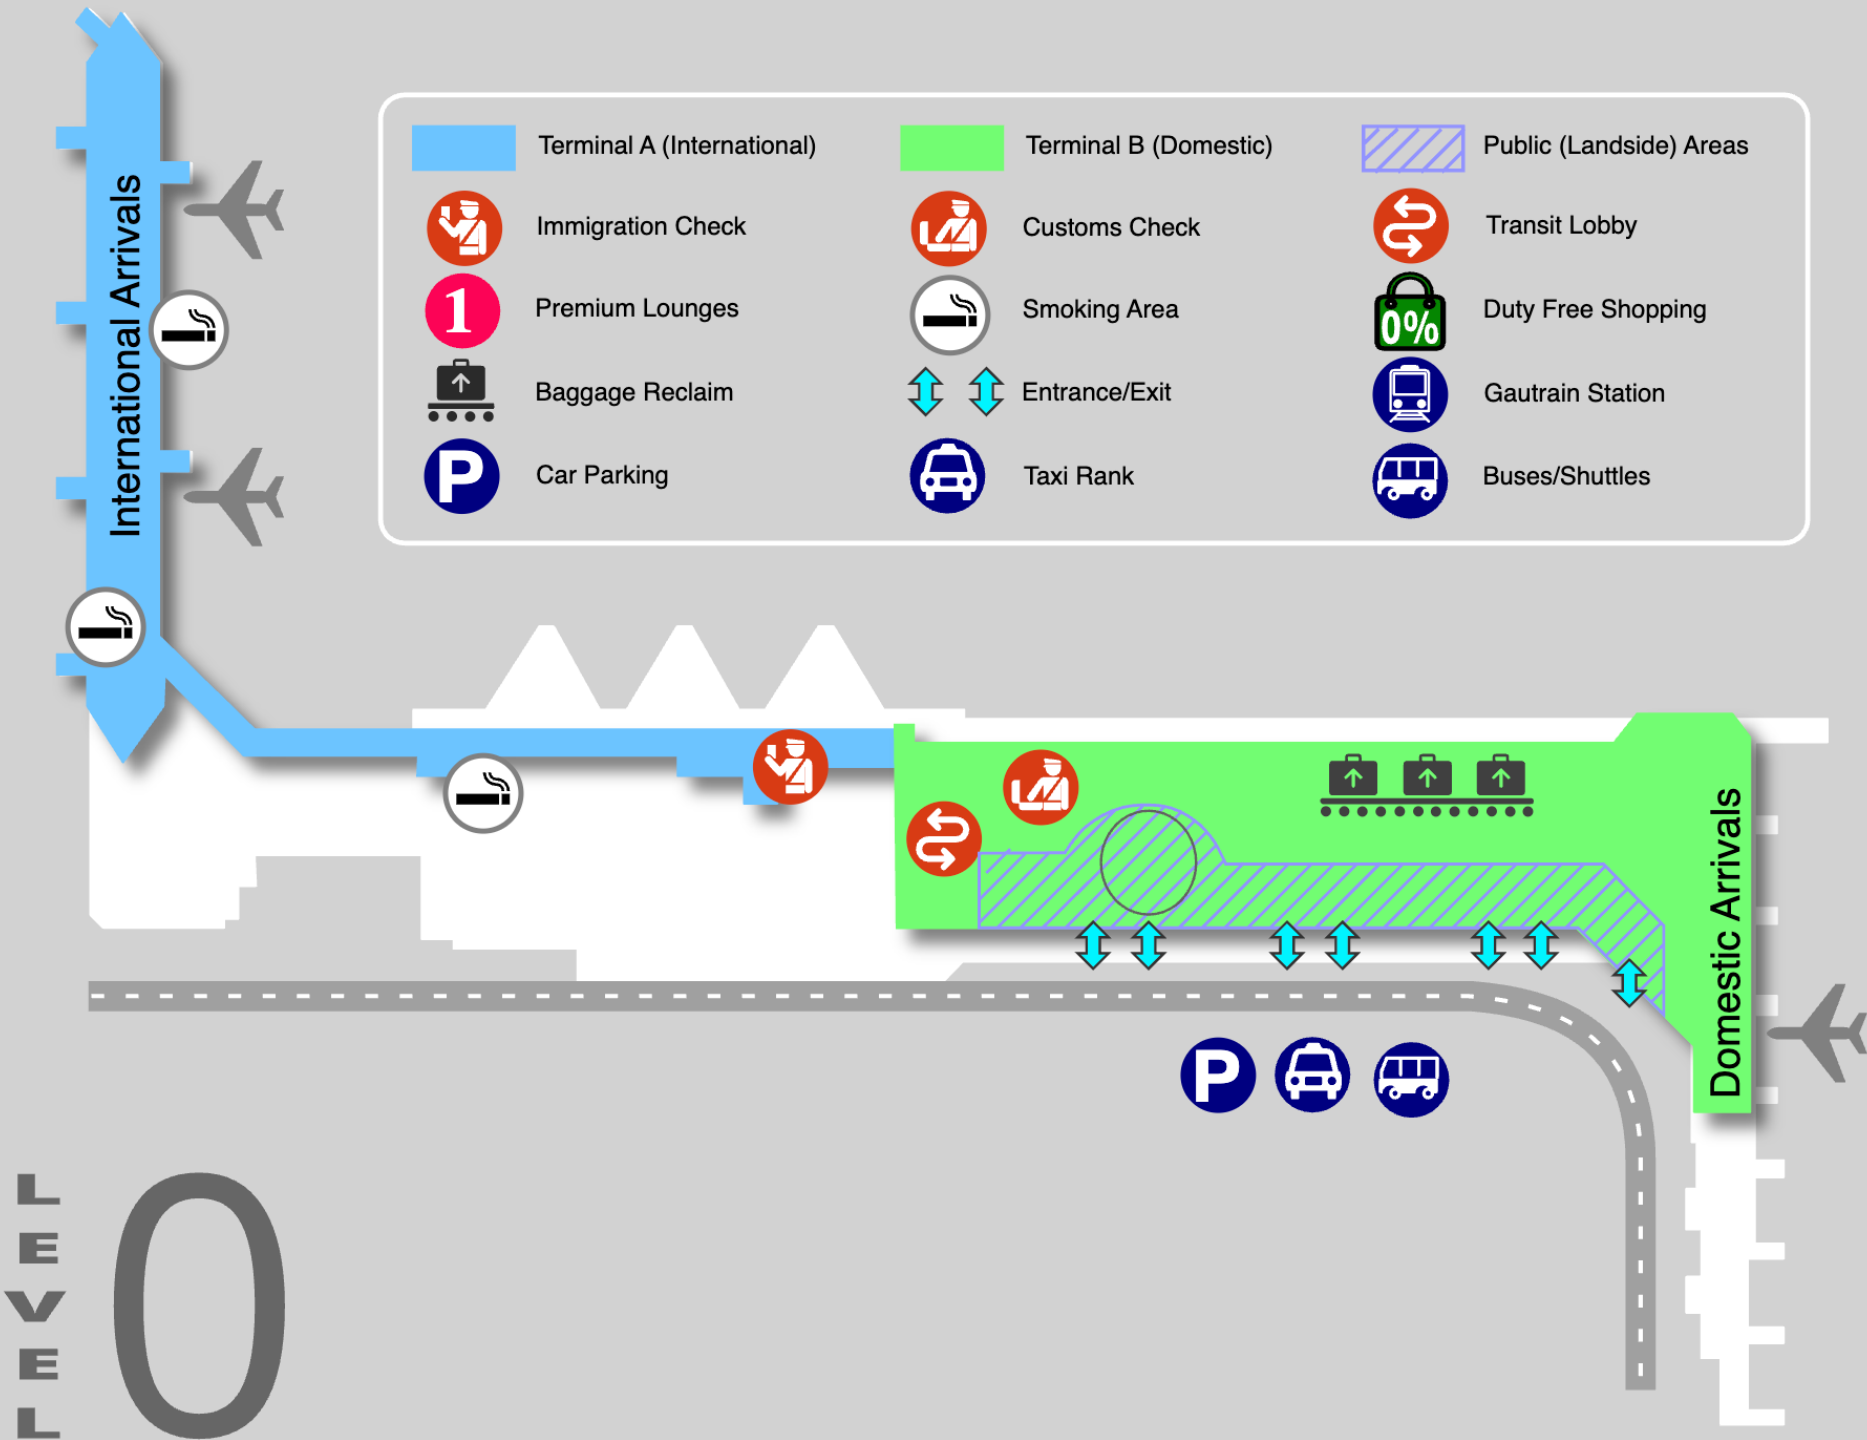 Terminal A (International)
Terminal B (Domestic)
Public (Landside) Areas
Immigration Check
Customs Check
Transit Lobby
1
Premium Lounges
Smoking Area
0%
Duty Free Shopping
Baggage Reclaim
Entrance/Exit
Gautrain Station
P
Car Parking
Taxi Rank
Buses/Shuttles
International Arrivals
Domestic Arrivals
P
LEVEL
0